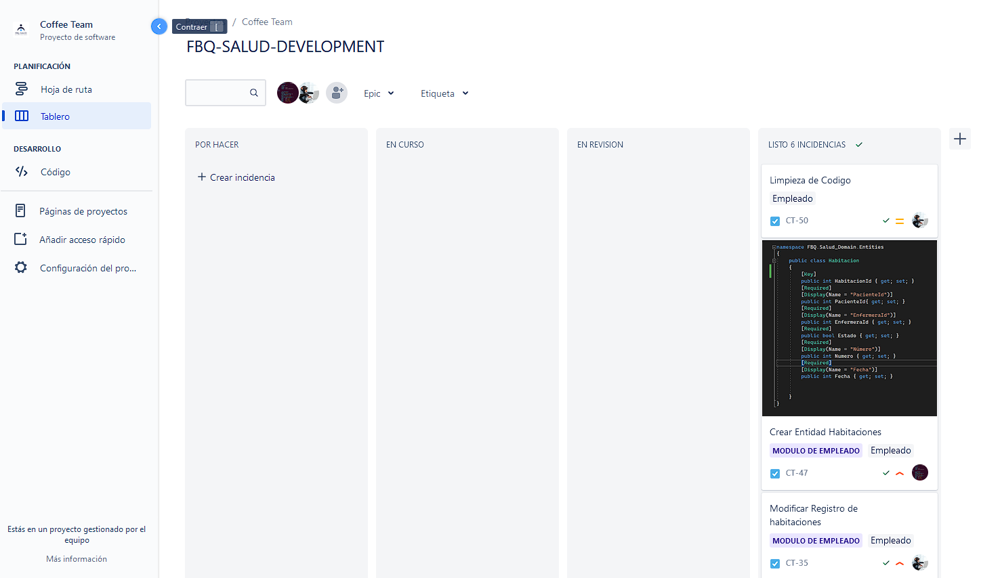 Coffee Team
Proyecto de software
PLANIFICACIÓN
Hoja de ruta
Tablero
DESARROLLO
Código
Páginas de proyectos
Añadir acceso rápido
Configuración del pro...
Estás en un proyecto gestionado por el
equipo
Más información
Contraer [
/ Coffee Team
FBQ-SALUD-DEVELOPMENT
Epic
Etiqueta
POR HACER
+ Crear incidencia
EN CURSO
EN REVISION
LISTO 6 INCIDENCIAS
Limpieza de Codigo
Empleado
CT-50
namespace FBQ.Salud_Domain.Entities
{
public class Habitacion
{
[Key]
public int HabitacionId { get; set; }
[Required]
[Display(Name = "PacienteId")]
public int PacienteId{ get; set; }
[Required]
[Display(Name = "EnfermeraId")]
public int EnfermeraId { get; set; }
[Required]
public bool Estado { get; set; }
[Required]
[Display(Name = "Número")]
public int Numero { get; set; }
[Required]
[Display(Name = "Fecha")]
public int Fecha { get; set; }
}
}
Crear Entidad Habitaciones
MODULO DE EMPLEADO Empleado
CT-47
Modificar Registro de
habitaciones
MODULO DE EMPLEADO Empleado
CT-35